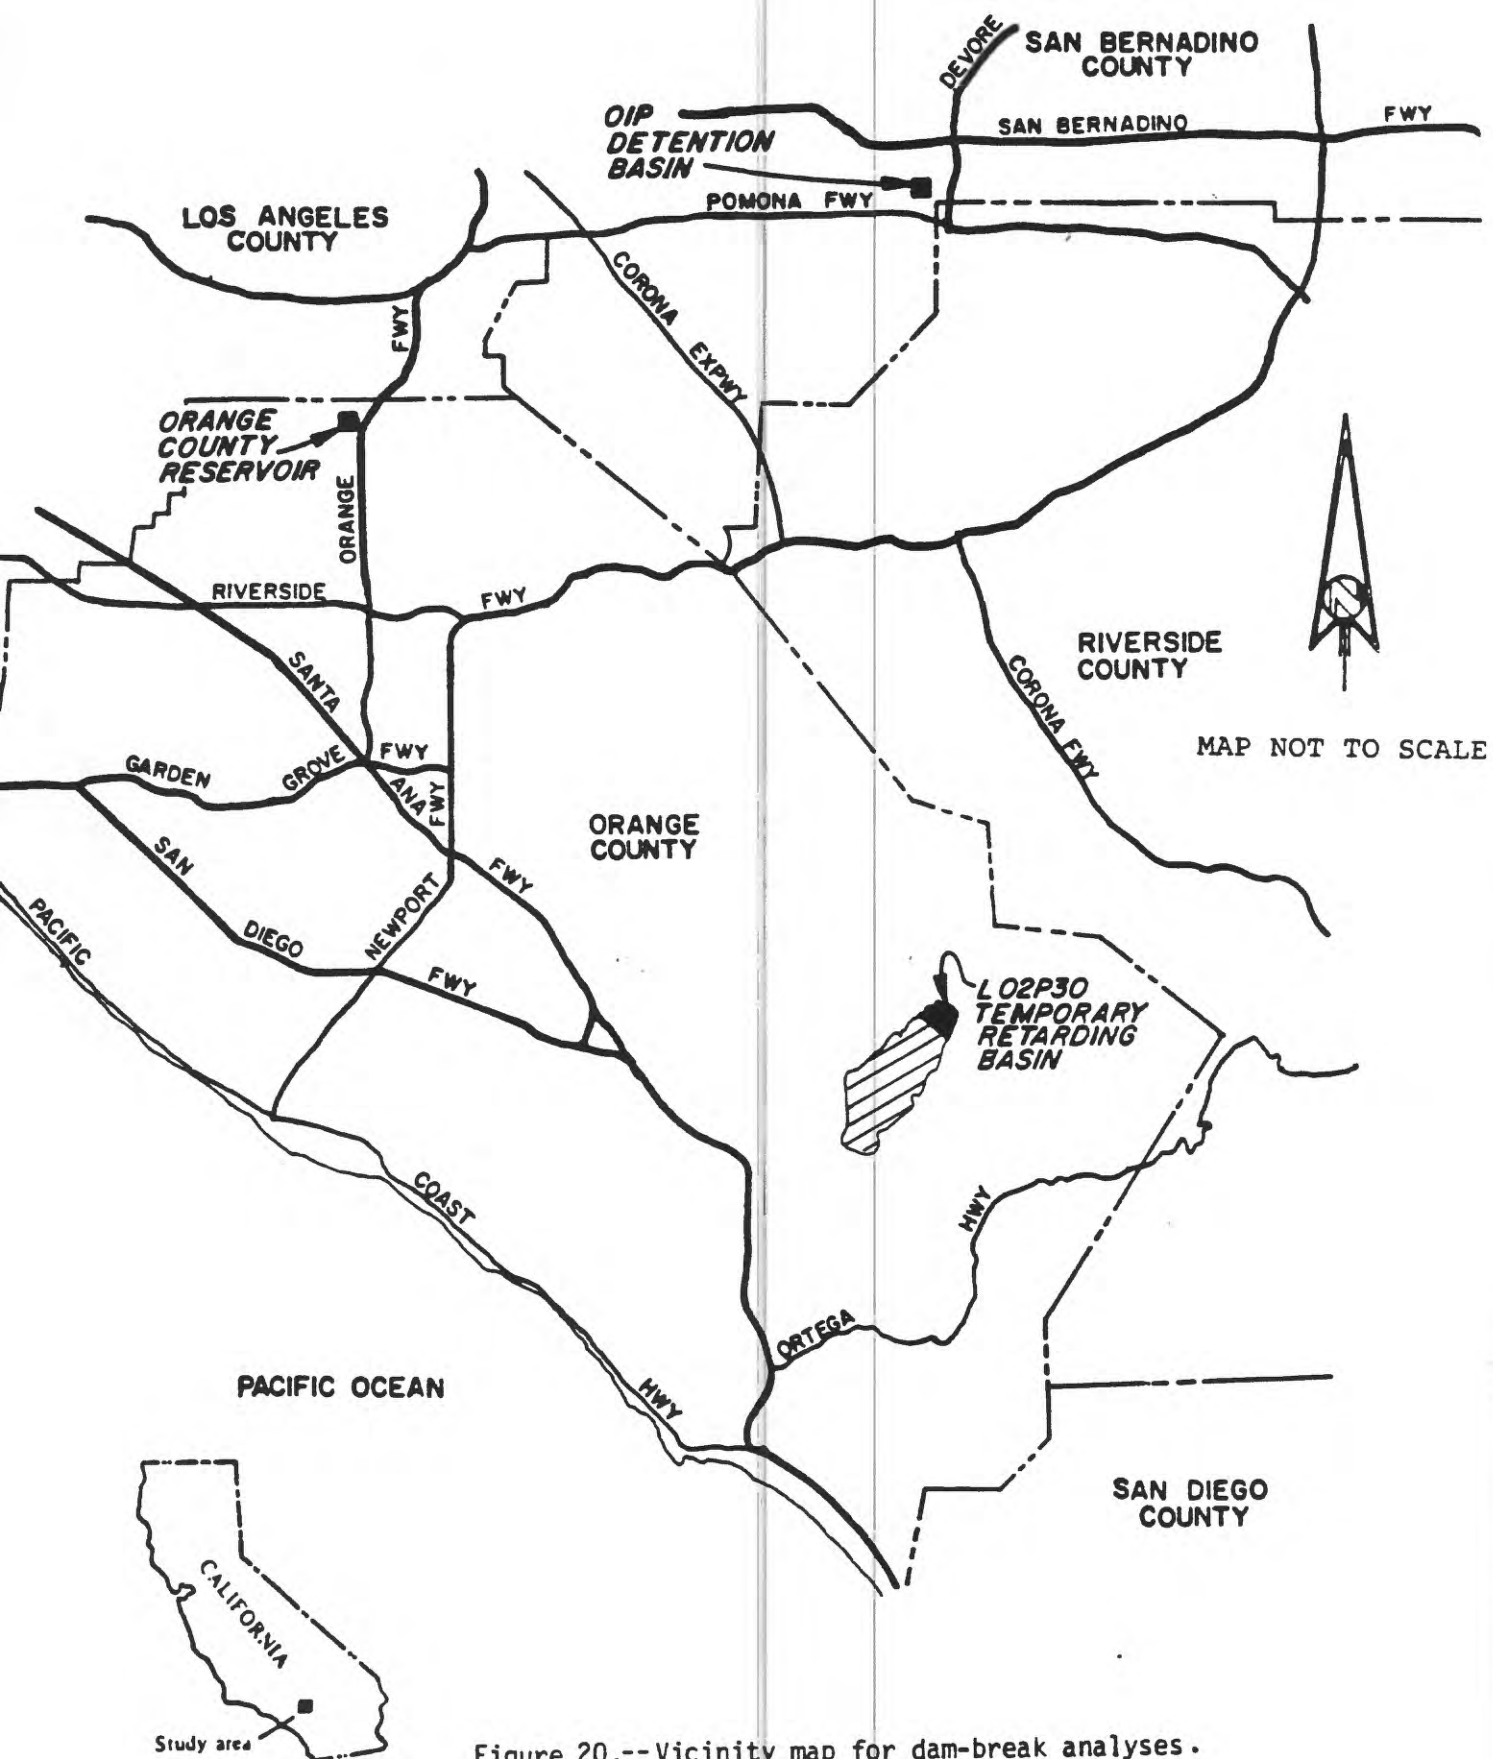 DEVORE
SAN BERNADINO
COUNTY
OIP
DETENTION
BASIN
SAN BERNADINO
FWY
POMONA FWY
LOS ANGELES
COUNTY
CORONA
EXPWY
FWY
ORANGE
COUNTY
RESERVOIR
ORANGE
RIVERSIDE
FWY
RIVERSIDE
COUNTY
CORONA FWY
MAP NOT TO SCALE
SANTA
GARDEN
GROVE
FWY
ANA
FWY
ORANGE
COUNTY
SAN
DIEGO
NEWPORT
FWY
FWY
PACIFIC
L02P30
TEMPORARY
RETARDING
BASIN
COAST
HWY
ORTEGA
HWY
PACIFIC OCEAN
SAN DIEGO
COUNTY
CALIFORNIA
Study area
Figure 20.--Vicinity map for dam-break analyses.